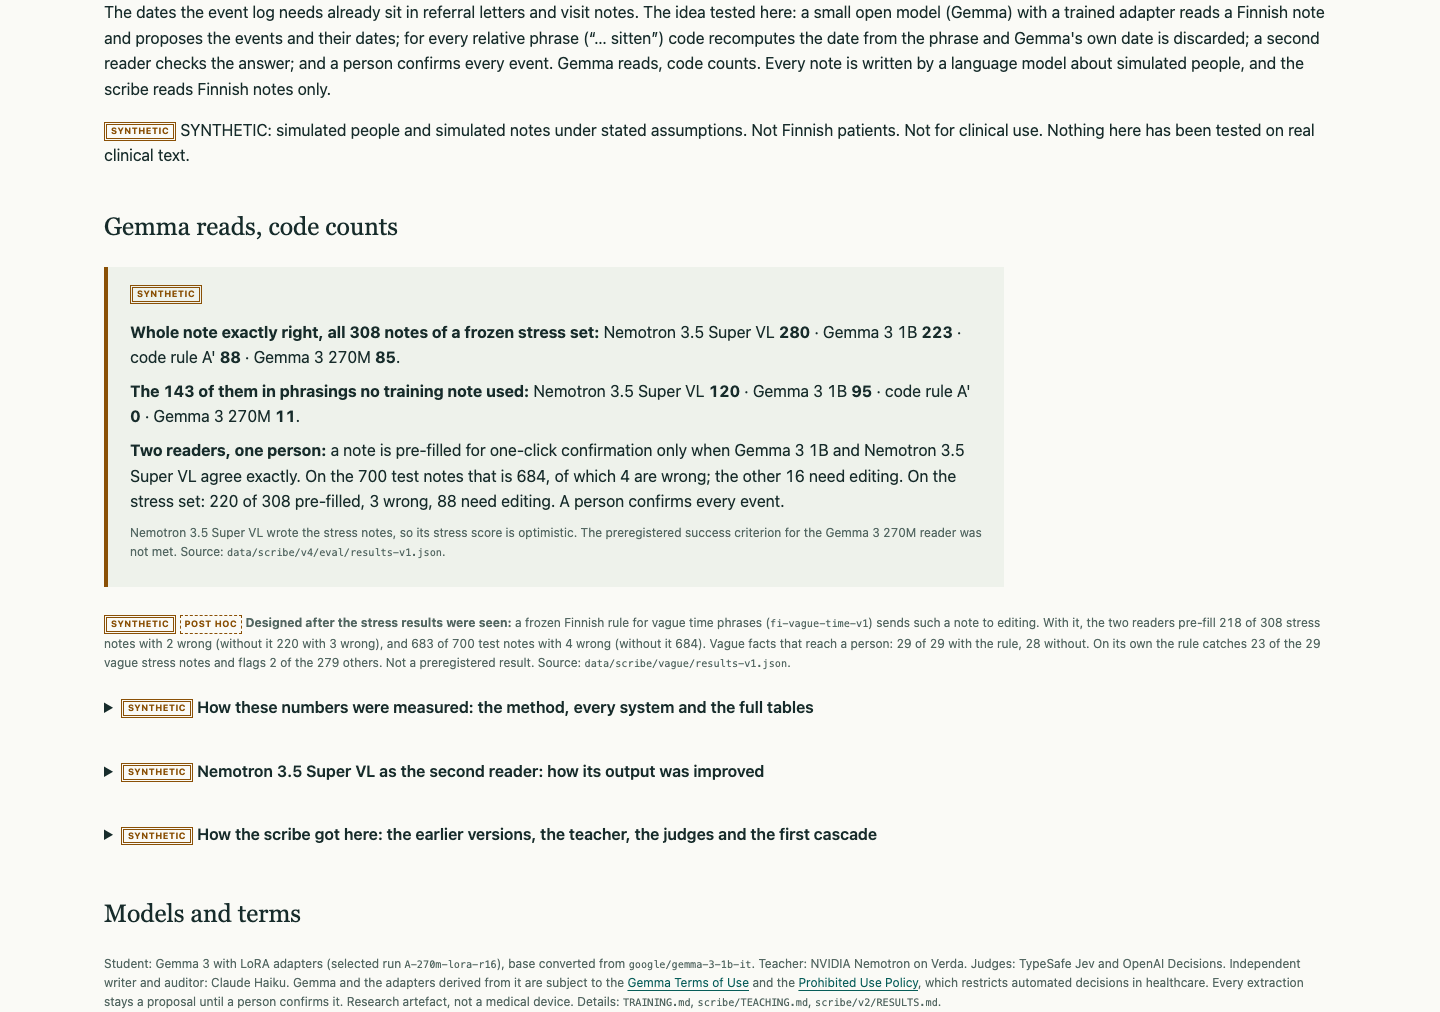 The dates the event log needs already sit in referral letters and visit notes. The idea tested here: a small open model (Gemma) with a trained adapter reads a Finnish note
and proposes the events and their dates; for every relative phrase (“… sitten”) code recomputes the date from the phrase and Gemma's own date is discarded; a second
reader checks the answer; and a person confirms every event. Gemma reads, code counts. Every note is written by a language model about simulated people, and the
scribe reads Finnish notes only.
SYNTHETIC SYNTHETIC: simulated people and simulated notes under stated assumptions. Not Finnish patients. Not for clinical use. Nothing here has been tested on real
clinical text.
Gemma reads, code counts
SYNTHETIC
Whole note exactly right, all 308 notes of a frozen stress set: Nemotron 3.5 Super VL 280 · Gemma 3 1B 223 ·
code rule A' 88 · Gemma 3 270M 85.
The 143 of them in phrasings no training note used: Nemotron 3.5 Super VL 120 · Gemma 3 1B 95 · code rule A'
0 · Gemma 3 270M 11.
Two readers, one person: a note is pre-filled for one-click confirmation only when Gemma 3 1B and Nemotron 3.5
Super VL agree exactly. On the 700 test notes that is 684, of which 4 are wrong; the other 16 need editing. On the
stress set: 220 of 308 pre-filled, 3 wrong, 88 need editing. A person confirms every event.
Nemotron 3.5 Super VL wrote the stress notes, so its stress score is optimistic. The preregistered success criterion for the Gemma 3 270M reader was
not met. Source: data/scribe/v4/eval/results-v1.json.
SYNTHETIC POST HOC Designed after the stress results were seen: a frozen Finnish rule for vague time phrases (fi-vague-time-v1) sends such a note to editing. With it, the two readers pre-fill 218 of 308 stress
notes with 2 wrong (without it 220 with 3 wrong), and 683 of 700 test notes with 4 wrong (without it 684). Vague facts that reach a person: 29 of 29 with the rule, 28 without. On its own the rule catches 23 of the 29
vague stress notes and flags 2 of the 279 others. Not a preregistered result. Source: data/scribe/vague/results-v1.json.
SYNTHETIC How these numbers were measured: the method, every system and the full tables
SYNTHETIC Nemotron 3.5 Super VL as the second reader: how its output was improved
SYNTHETIC How the scribe got here: the earlier versions, the teacher, the judges and the first cascade
Models and terms
Student: Gemma 3 with LoRA adapters (selected run A-270m-lora-r16), base converted from google/gemma-3-1b-it. Teacher: NVIDIA Nemotron on Verda. Judges: TypeSafe Jev and OpenAI Decisions. Independent
writer and auditor: Claude Haiku. Gemma and the adapters derived from it are subject to the Gemma Terms of Use and the Prohibited Use Policy, which restricts automated decisions in healthcare. Every extraction
stays a proposal until a person confirms it. Research artefact, not a medical device. Details: TRAINING.md, scribe/TEACHING.md, scribe/v2/RESULTS.md.